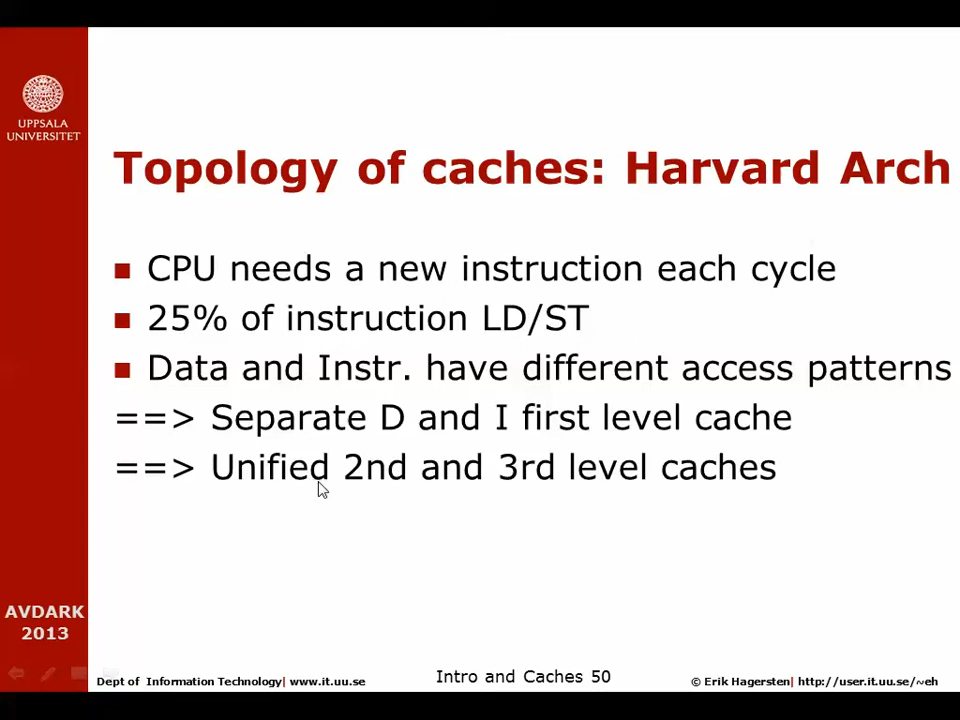 UPPSALA
UNIVERSITET
Topology of caches: Harvard Arch
CPU needs a new instruction each cycle
25% of instruction LD/ST
Data and Instr. have different access patterns
==> Separate D and I first level cache
==> Unified 2nd and 3rd level caches
AVDARK
2013
Dept of Information Technology| www.it.uu.se
Intro and Caches 50
© Erik Hagersten| http://user.it.uu.se/~eh